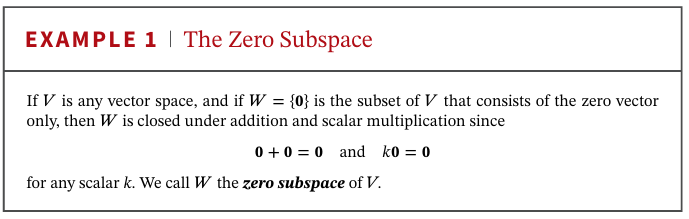 EXAMPLE 1 | The Zero Subspace
If V is any vector space, and if W = {0} is the subset of V that consists of the zero vector
only, then W is closed under addition and scalar multiplication since
0 + 0 = 0 and k0 = 0
for any scalar k. We call W the zero subspace of V.